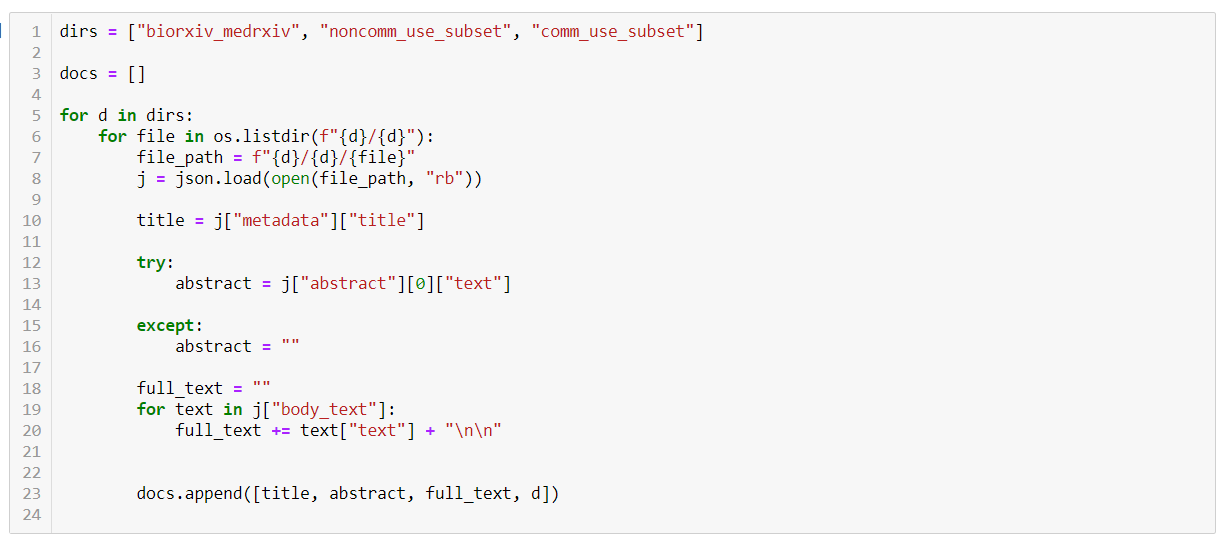 1 dirs = ["biorxiv_medrxiv", "noncomm_use_subset", "comm_use_subset"]
2
3 docs = []
4
5 for d in dirs:
6     for file in os.listdir(f"{d}/{d}"):
7         file_path = f"{d}/{d}/{file}"
8         j = json.load(open(file_path, "rb"))
9
10         title = j["metadata"]["title"]
11
12         try:
13             abstract = j["abstract"][0]["text"]
14
15         except:
16             abstract = ""
17
18         full_text = ""
19         for text in j["body_text"]:
20             full_text += text["text"] + "\n\n"
21
22
23         docs.append([title, abstract, full_text, d])
24